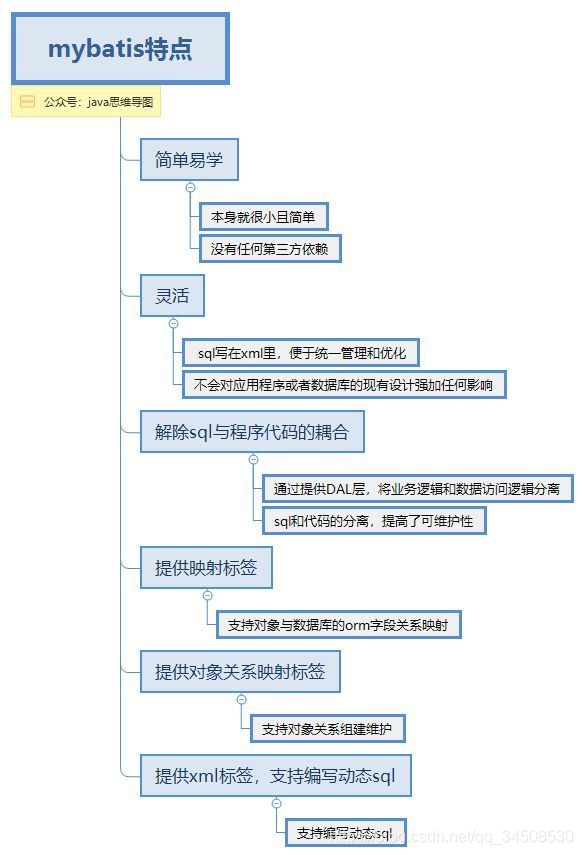 mybatis特点
公众号：java思维导图
简单易学
本身就很小且简单
没有任何第三方依赖
灵活
sql写在xml里，便于统一管理和优化
不会对应用程序或者数据库的现有设计强加任何影响
解除sql与程序代码的耦合
通过提供DAL层，将业务逻辑和数据访问逻辑分离
sql和代码的分离，提高了可维护性
提供映射标签
支持对象与数据库的orm字段关系映射
提供对象关系映射标签
支持对象关系组建维护
提供xml标签，支持编写动态sql
支持编写动态sql
csdn.net/qq_34508530